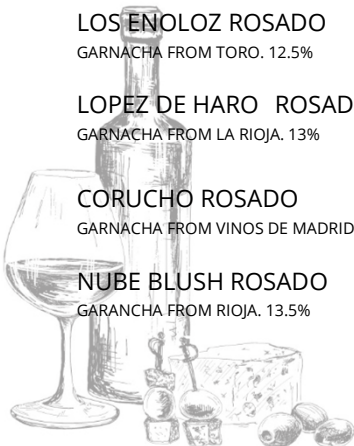 LOS ENOLOZ ROSADO
GARNACHA FROM TORO. 12.5%
LOPEZ DE HARO ROSAD
GARNACHA FROM LA RIOJA. 13%
CORUCHO ROSADO
GARNACHA FROM VINOS DE MADRID
NUBE BLUSH ROSADO
GARANCHA FROM RIOJA. 13.5%